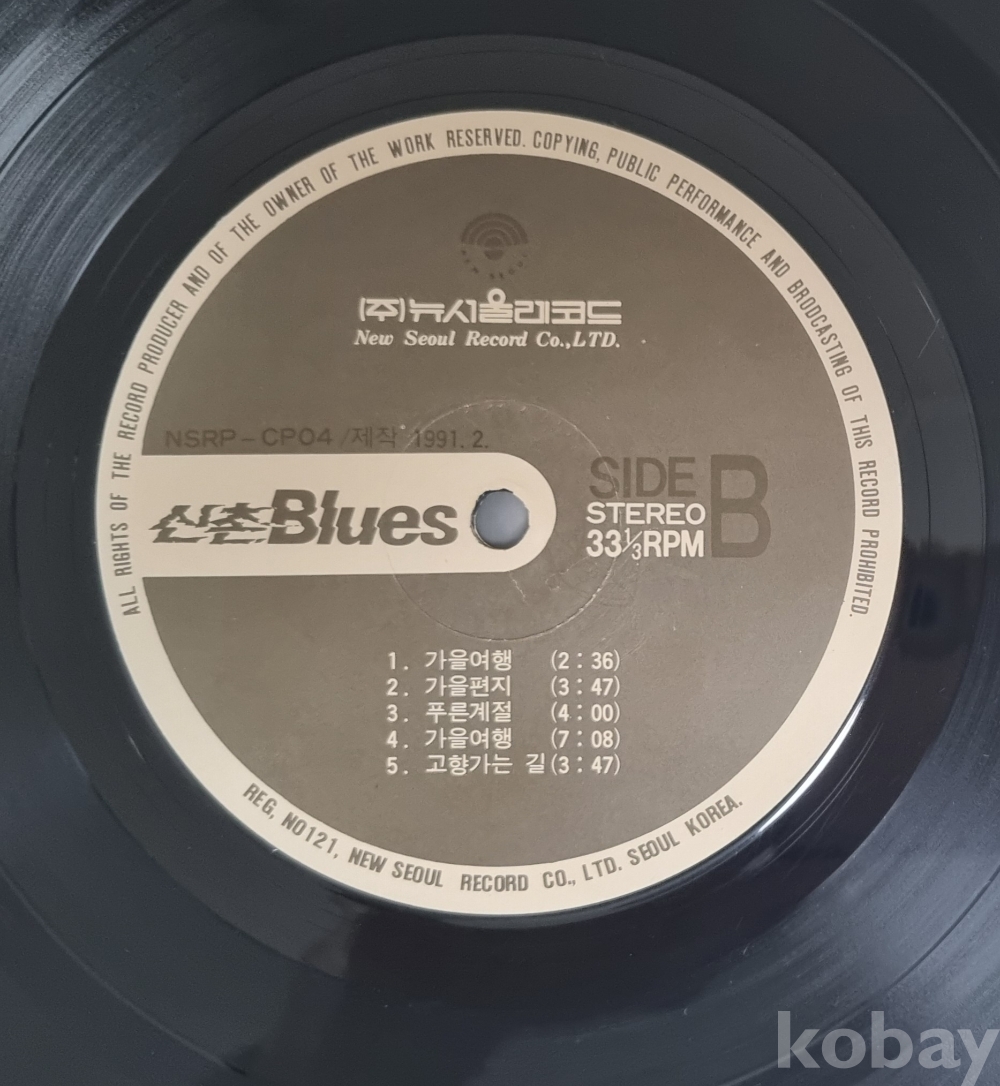 ALL RIGHTS OF THE RECORD PRODUCER AND OF THE OWNER OF THE WORK RESERVED. COPYING, PUBLIC PERFORMANCE AND BRODCASTING OF THIS RECORD PROHIBITED.
NEW SEOUL
(주)뉴서울레코드
New Seoul Record Co.,LTD.
NSRP-CP04/제작 1991. 2.
신촌Blues
SIDE B
STEREO
33⅓RPM
1. 가을여행 (2:36)
2. 가을편지 (3:47)
3. 푸른계절 (4:00)
4. 가을여행 (7:08)
5. 고향가는 길(3:47)
REG, NO121, NEW SEOUL RECORD CO., LTD. SEOUL KOREA.
kobay